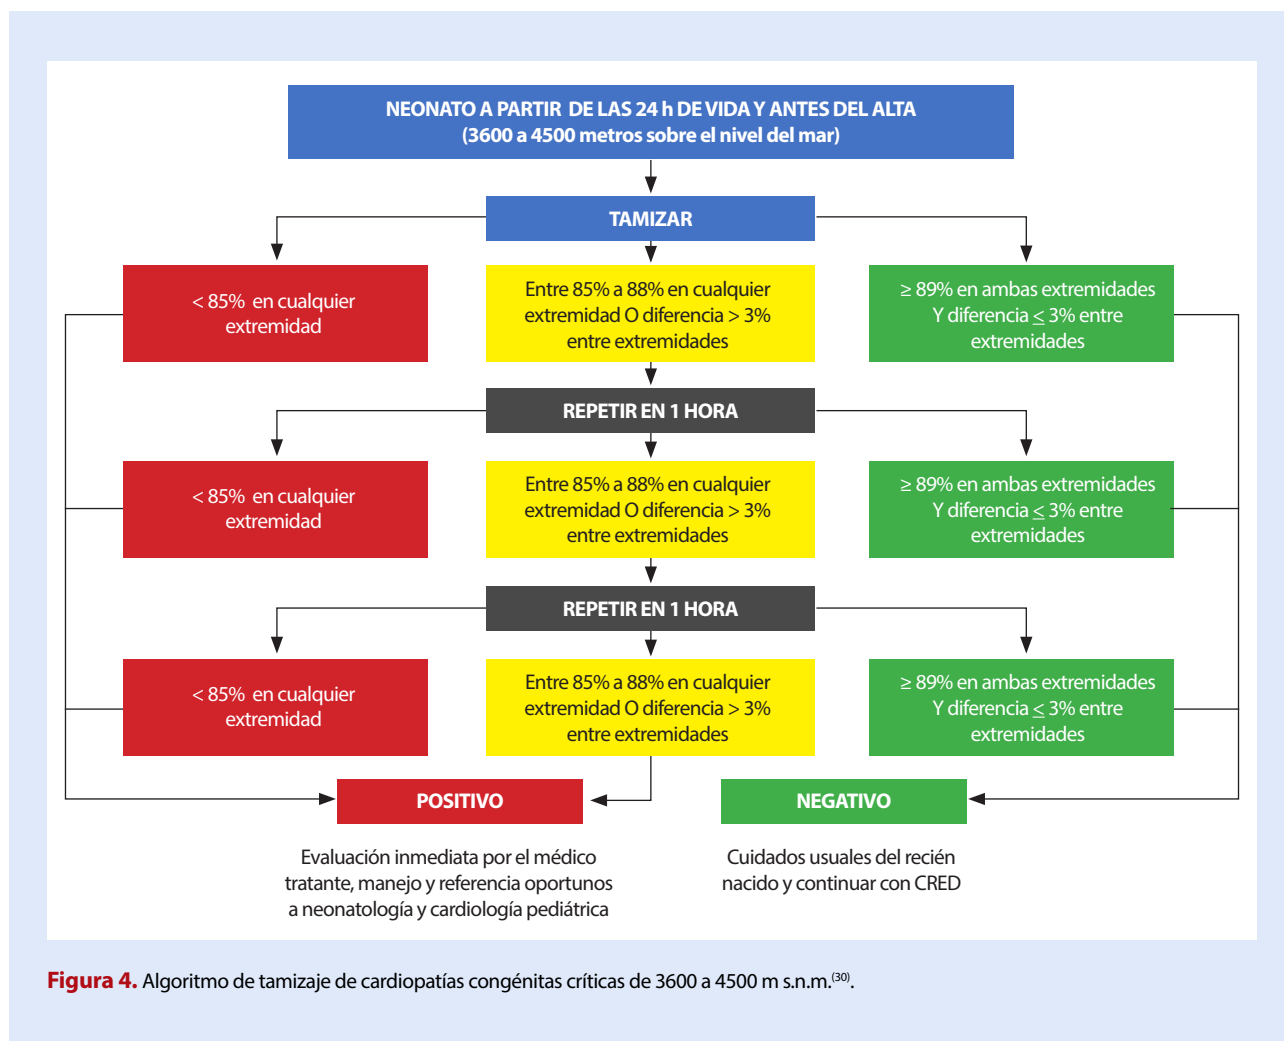 NEONATO A PARTIR DE LAS 24 h DE VIDA Y ANTES DEL ALTA
(3600 a 4500 metros sobre el nivel del mar)
TAMIZAR
< 85% en cualquier
extremidad
Entre 85% a 88% en cualquier
extremidad O diferencia > 3%
entre extremidades
≥ 89% en ambas extremidades
Y diferencia ≤ 3% entre
extremidades
REPETIR EN 1 HORA
< 85% en cualquier
extremidad
Entre 85% a 88% en cualquier
extremidad O diferencia > 3%
entre extremidades
≥ 89% en ambas extremidades
Y diferencia ≤ 3% entre
extremidades
REPETIR EN 1 HORA
< 85% en cualquier
extremidad
Entre 85% a 88% en cualquier
extremidad O diferencia > 3%
entre extremidades
≥ 89% en ambas extremidades
Y diferencia ≤ 3% entre
extremidades
POSITIVO
Evaluación inmediata por el médico
tratante, manejo y referencia oportunos
a neonatología y cardiología pediátrica
NEGATIVO
Cuidados usuales del recién
nacido y continuar con CRED
Figura 4. Algoritmo de tamizaje de cardiopatías congénitas críticas de 3600 a 4500 m s.n.m.(30).